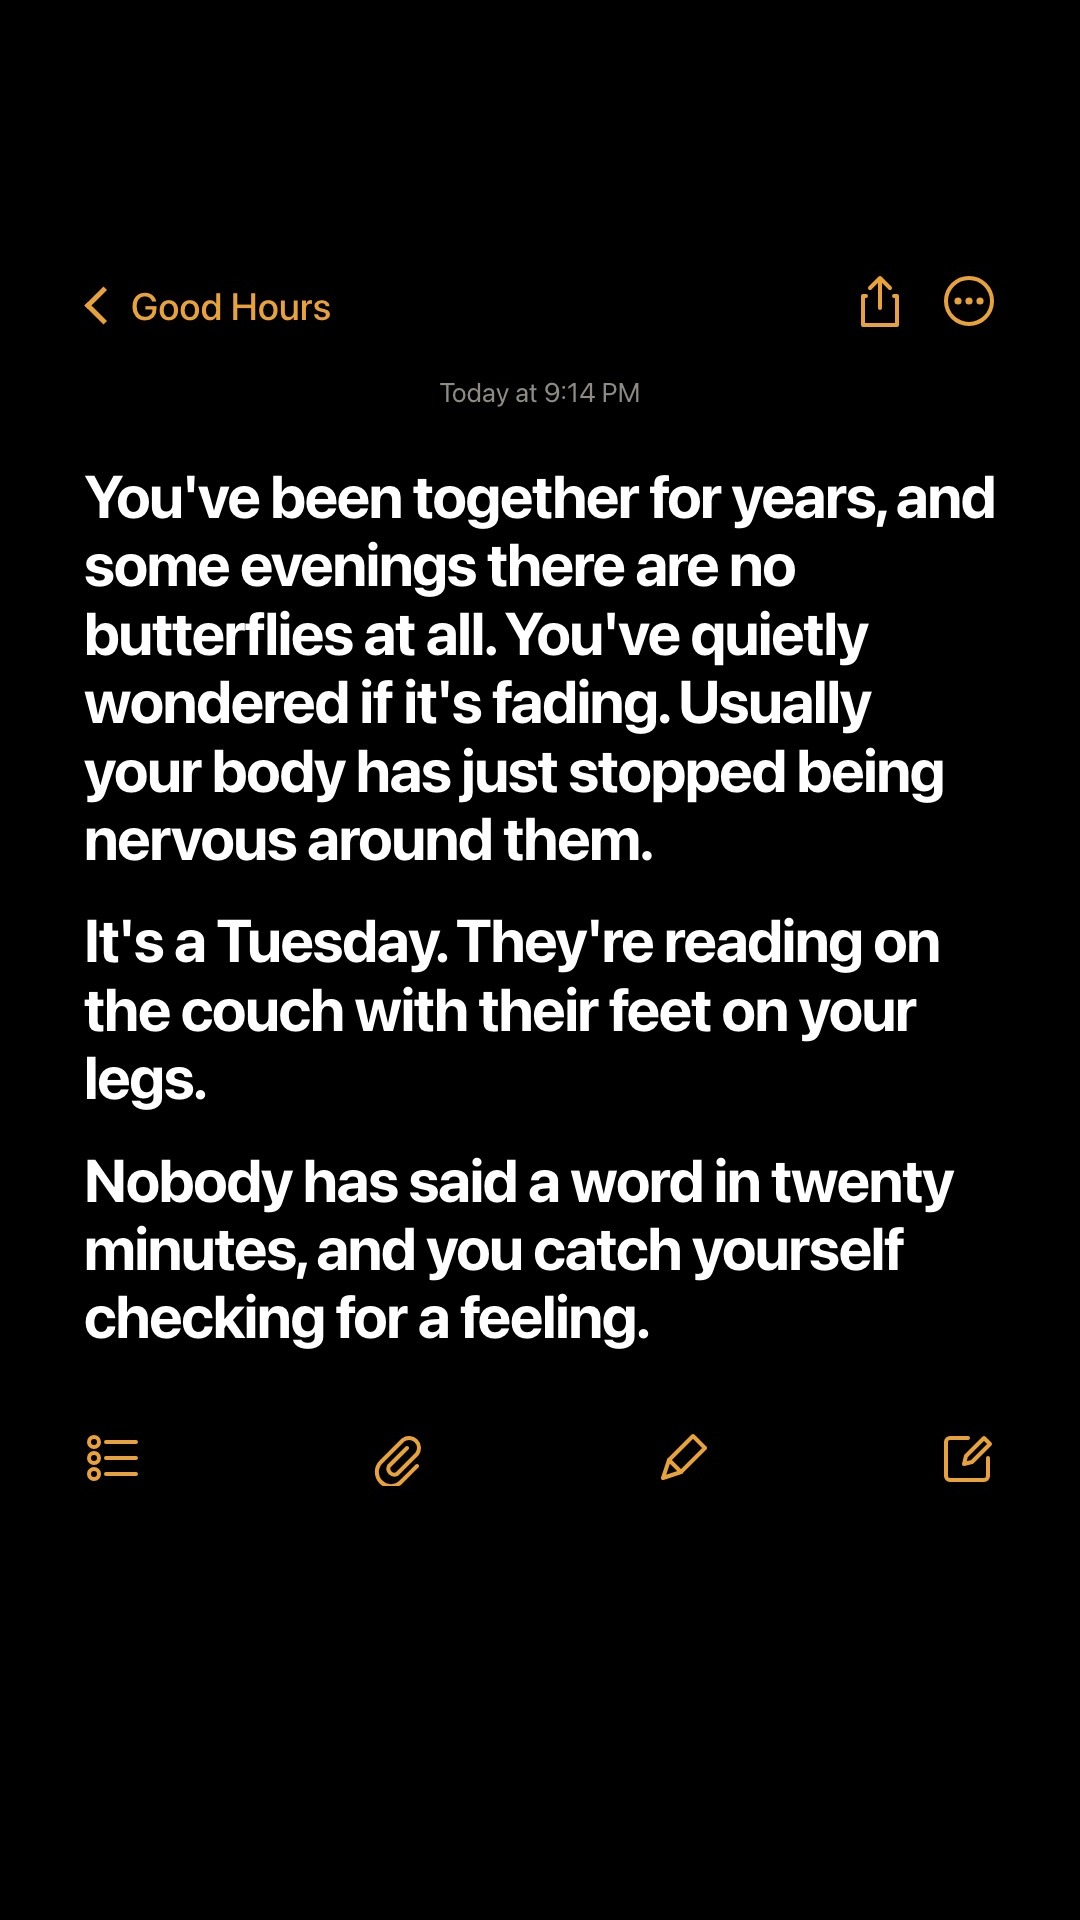 Good Hours
Today at 9:14 PM
You've been together for years, and
some evenings there are no
butterflies at all. You've quietly
wondered if it's fading. Usually
your body has just stopped being
nervous around them.
It's a Tuesday. They're reading on
the couch with their feet on your
legs.
Nobody has said a word in twenty
minutes, and you catch yourself
checking for a feeling.